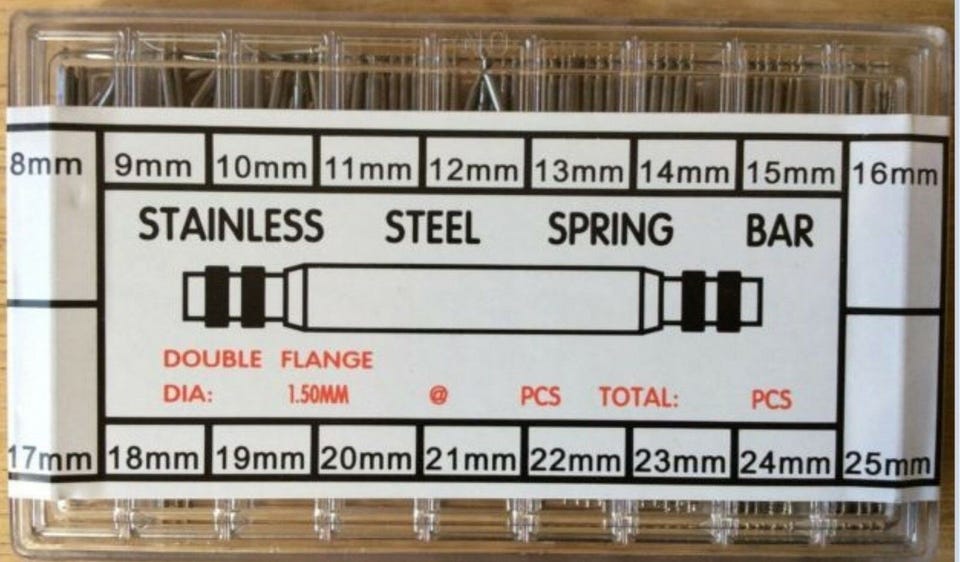 8mm 9mm 10mm 11mm 12mm 13mm 14mm 15mm 16mm
STAINLESS STEEL SPRING BAR
DOUBLE FLANGE
DIA: 1.50MM @ PCS TOTAL: PCS
17mm 18mm 19mm 20mm 21mm 22mm 23mm 24mm 25mm